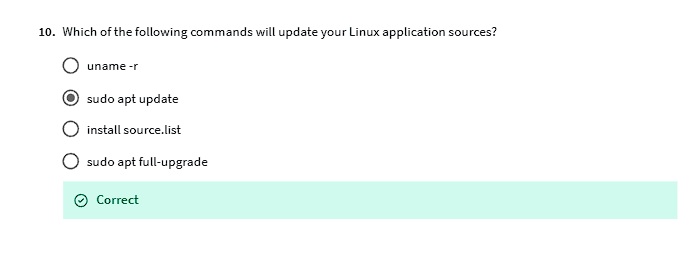 10. Which of the following commands will update your Linux application sources?
uname -r
sudo apt update
install source.list
sudo apt full-upgrade
Correct